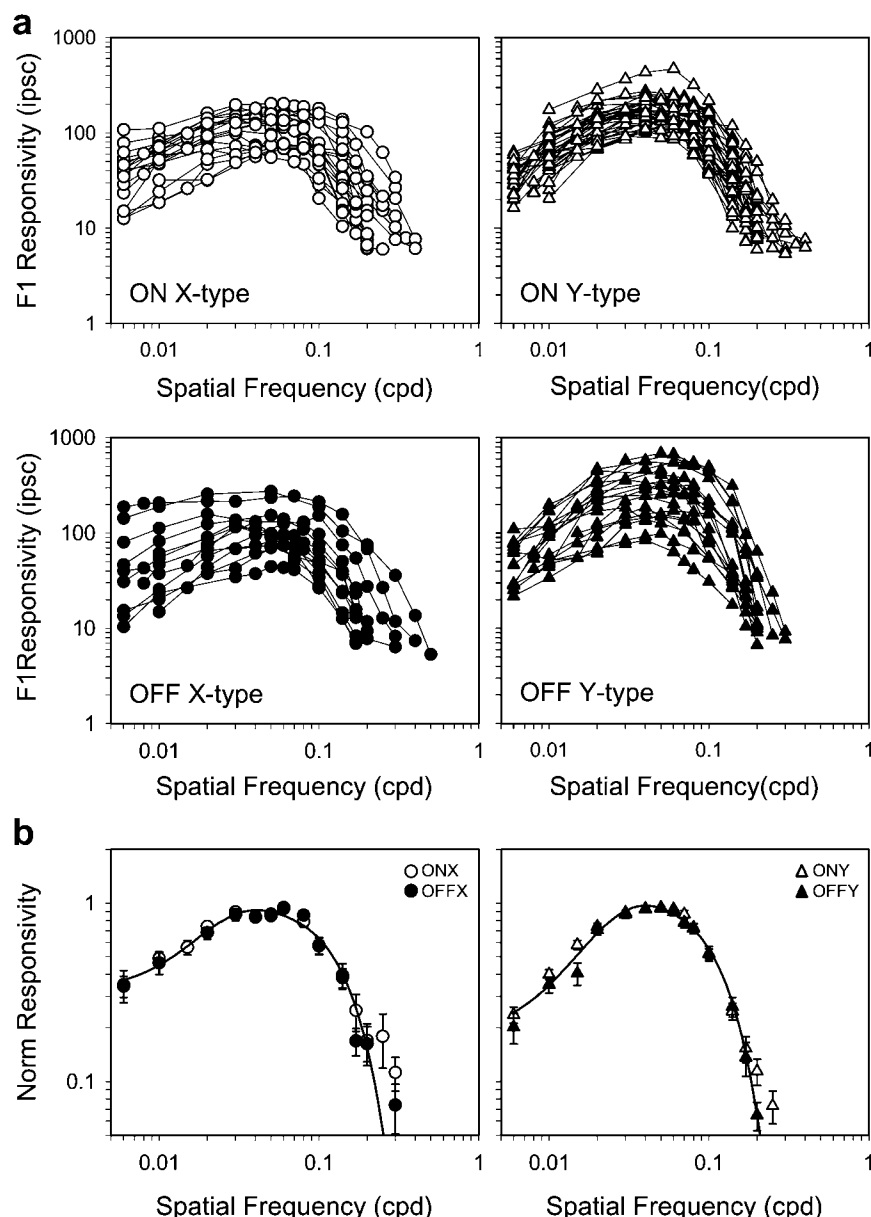 a
F1 Responsivity (ipsc)
1000
100
10
1
ON X-type
0.01
0.1
1
Spatial Frequency (cpd)
ON Y-type
0.01
0.1
1
Spatial Frequency(cpd)
F1Responsivity (ipsc)
1000
100
10
1
OFF X-type
0.01
0.1
1
Spatial Frequency (cpd)
OFF Y-type
0.01
0.1
1
Spatial Frequency(cpd)
b
Norm Responsivity
1
0.1
ONX
OFFX
0.01
0.1
1
Spatial Frequency (cpd)
ONY
OFFY
0.01
0.1
1
Spatial Frequency (cpd)